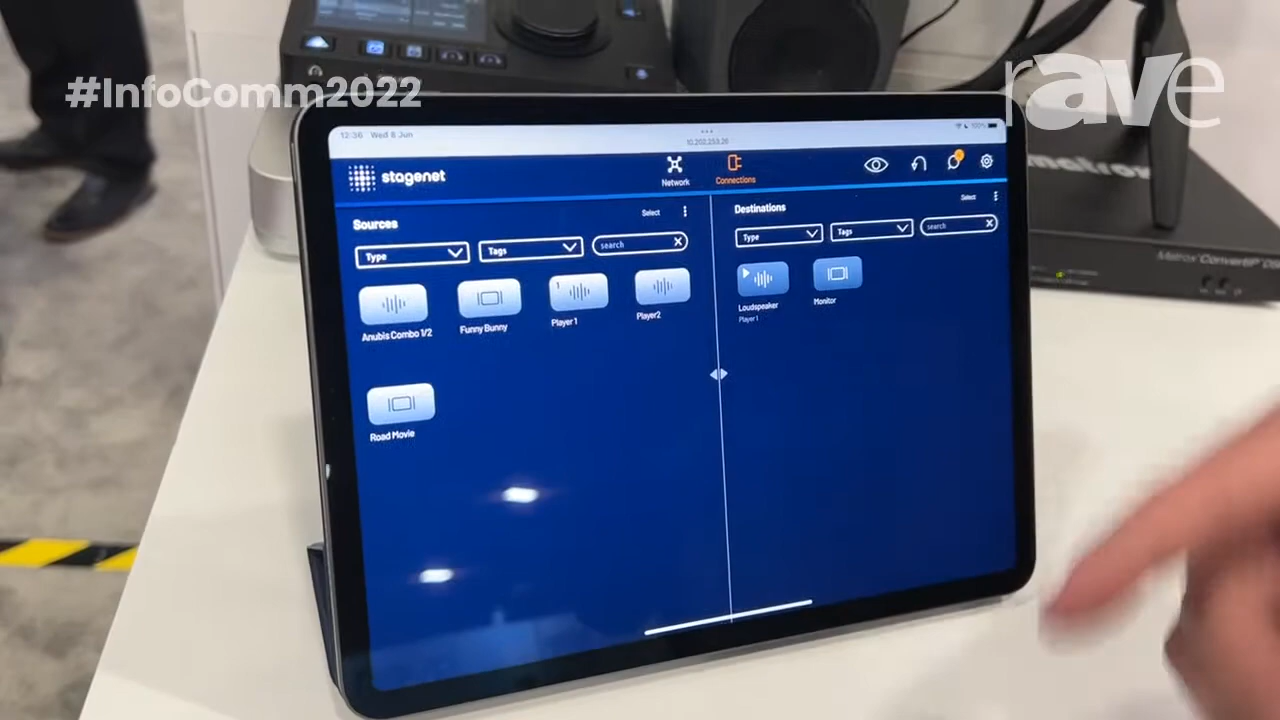 #InfoComm2022
rave
12:36 Wed 8 Jun
100%
stagenet
Network
Connections
Sources
Select
Type
Tags
search
Anubis Combo 1/2
Funny Bunny
1
Player 1
Player2
Road Movie
Destinations
Select
Type
Tags
search
Loudspeaker
Player 1
Monitor
matrox
Matrox ConvertIP